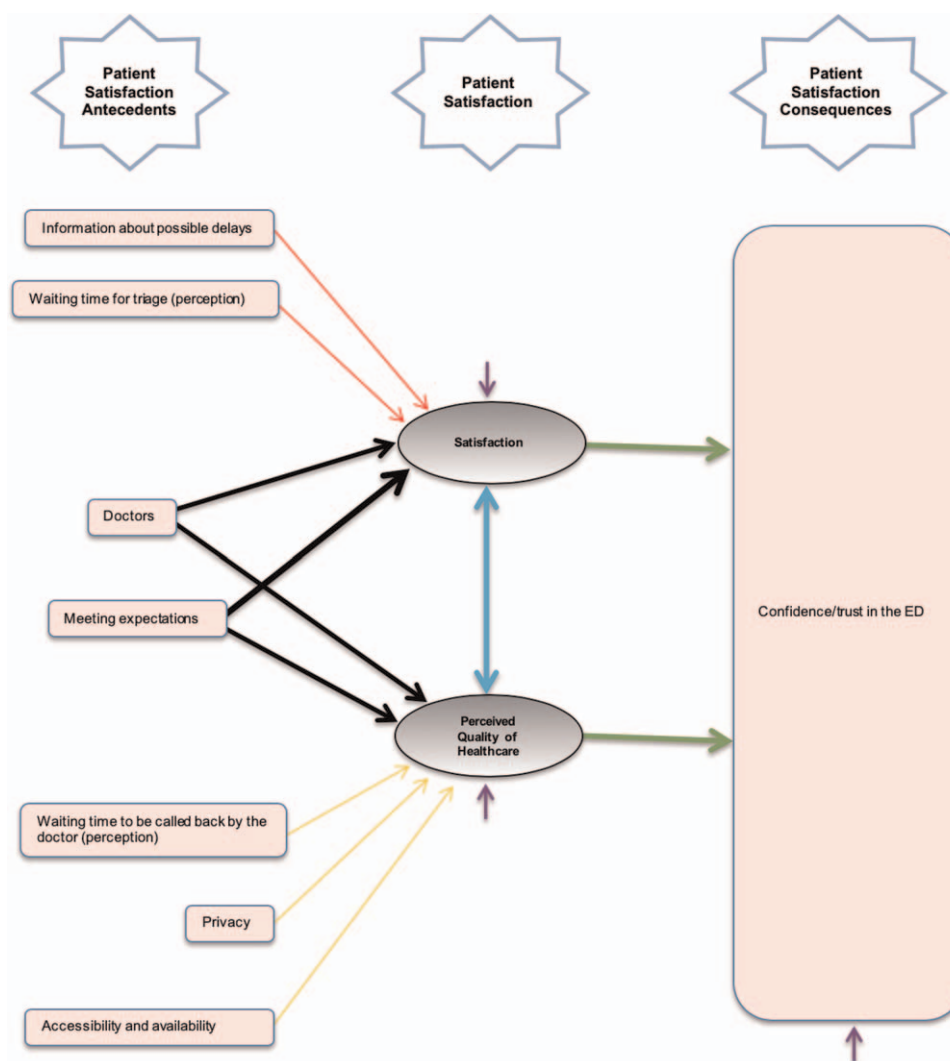 Patient
Satisfaction
Antecedents
Patient
Satisfaction
Patient
Satisfaction
Consequences
Information about possible delays
Waiting time for triage (perception)
Satisfaction
Doctors
Meeting expectations
Confidence/trust in the ED
Perceived
Quality of
Healthcare
Waiting time to be called back by the
doctor (perception)
Privacy
Accessibility and availability